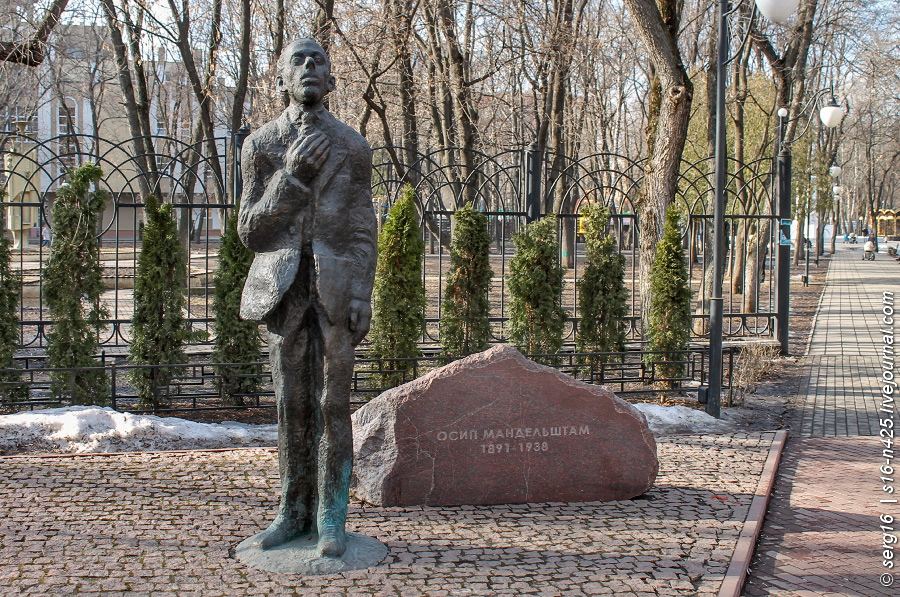 ОСИП МАНДЕЛЬШТАМ
1891-1938
© serg16 | s16-n425.livejournal.com